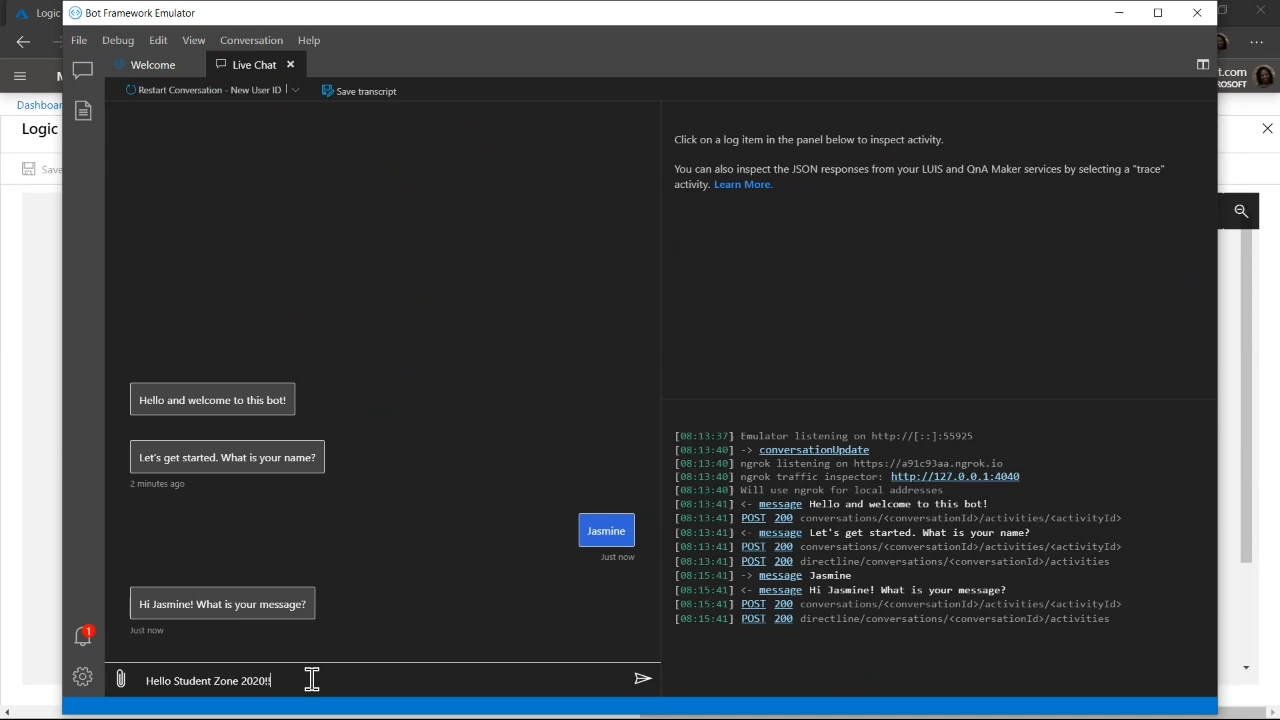 Logic
Bot Framework Emulator
File Debug Edit View Conversation Help
Welcome
Live Chat
Restart Conversation - New User ID
Save transcript
Dashboar
Logic
Save
t.com
ROSOFT
Click on a log item in the panel below to inspect activity.
You can also inspect the JSON responses from your LUIS and QnA Maker services by selecting a "trace"
activity. Learn More.
Hello and welcome to this bot!
Let's get started. What is your name?
2 minutes ago
Jasmine
Just now
Hi Jasmine! What is your message?
Just now
1
Hello Student Zone 2020!!
[08:13:37] Emulator listening on http://[::]:55925
[08:13:40] -> conversationUpdate
[08:13:40] ngrok listening on https://a91c93aa.ngrok.io
[08:13:40] ngrok traffic inspector: http://127.0.0.1:4040
[08:13:40] Will use ngrok for local addresses
[08:13:41] <- message Hello and welcome to this bot!
[08:13:41] POST 200 conversations/<conversationId>/activities/<activityId>
[08:13:41] <- message Let's get started. What is your name?
[08:13:41] POST 200 conversations/<conversationId>/activities/<activityId>
[08:13:41] POST 200 directline/conversations/<conversationId>/activities
[08:15:41] -> message Jasmine
[08:15:41] <- message Hi Jasmine! What is your message?
[08:15:41] POST 200 conversations/<conversationId>/activities/<activityId>
[08:15:41] POST 200 directline/conversations/<conversationId>/activities